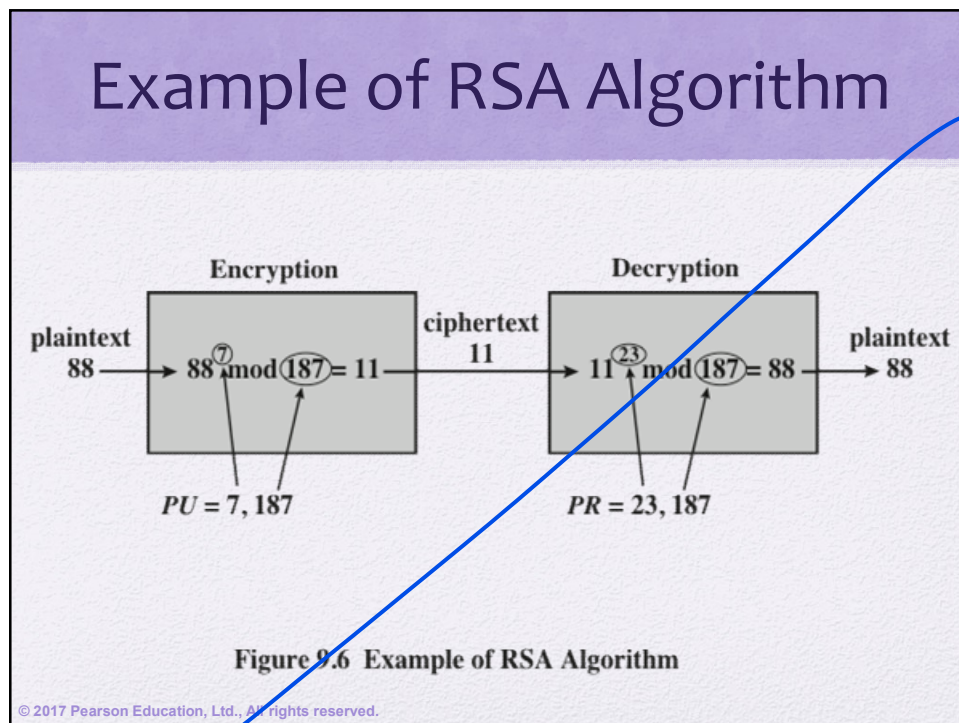 Example of RSA Algorithm
Encryption
Decryption
plaintext
88
88^7 mod 187 = 11
ciphertext
11
11^23 mod 187 = 88
plaintext
88
PU = 7, 187
PR = 23, 187
Figure 9.6 Example of RSA Algorithm
© 2017 Pearson Education, Ltd., All rights reserved.